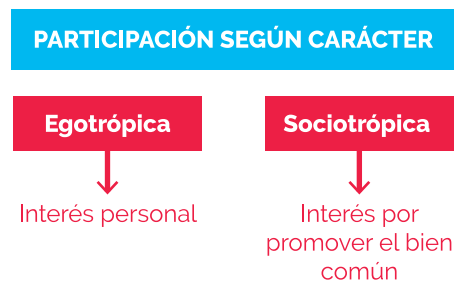 PARTICIPACIÓN SEGÚN CARÁCTER
Egotrópica
Sociotrópica
Interés personal
Interés por
promover el bien
común